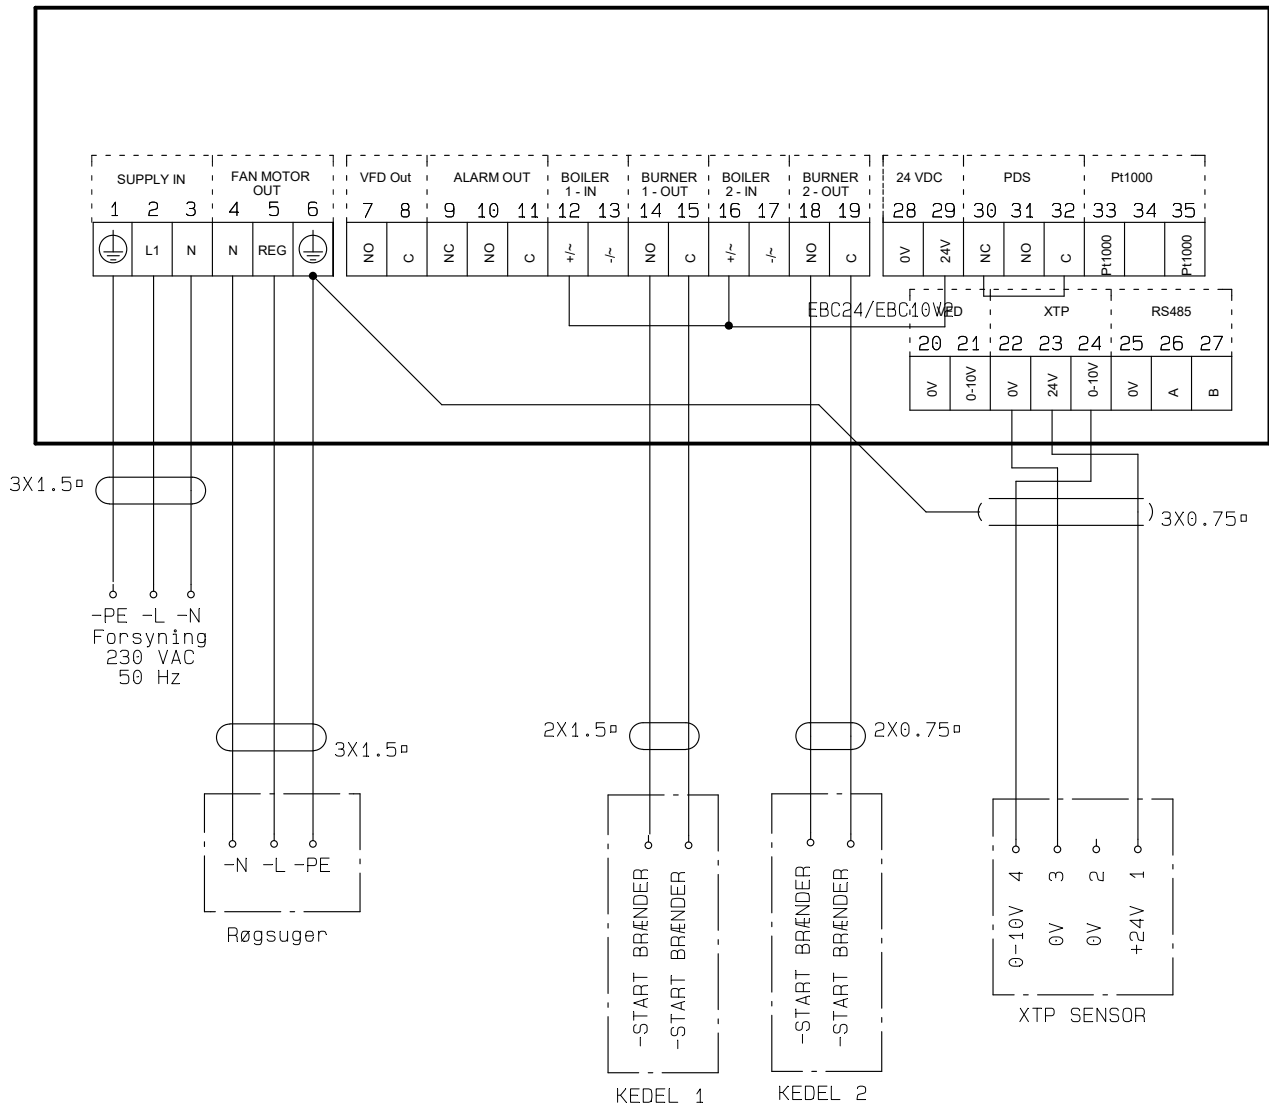 SUPPLY IN FAN MOTOR OUT VFD Out ALARM OUT BOILER 1 - IN BURNER 1 - OUT BOILER 2 - IN BURNER 2 - OUT 24 VDC PDS Pt1000
1 2 3 4 5 6 7 8 9 10 11 12 13 14 15 16 17 18 19 28 29 30 31 32 33 34 35
L1 N N REG NO C NC NO C +/~ -/~ NO C +/~ -/~ NO C 0V 24V NC NO C Pt1000 Pt1000
EBC24/EBC10V2
VFD XTP RS485
20 21 22 23 24 25 26 27
0V 0-10V 0V 24V 0-10V 0V A B
3X1.5¤
3X0.75¤
-PE -L -N
Forsyning
230 VAC
50 Hz
3X1.5¤
2X1.5¤
2X0.75¤
-N -L -PE
Røgsuger
-START BRÆNDER
-START BRÆNDER
KEDEL 1
-START BRÆNDER
-START BRÆNDER
KEDEL 2
4 3 2 1
0-10V 0V 0V +24V
XTP SENSOR